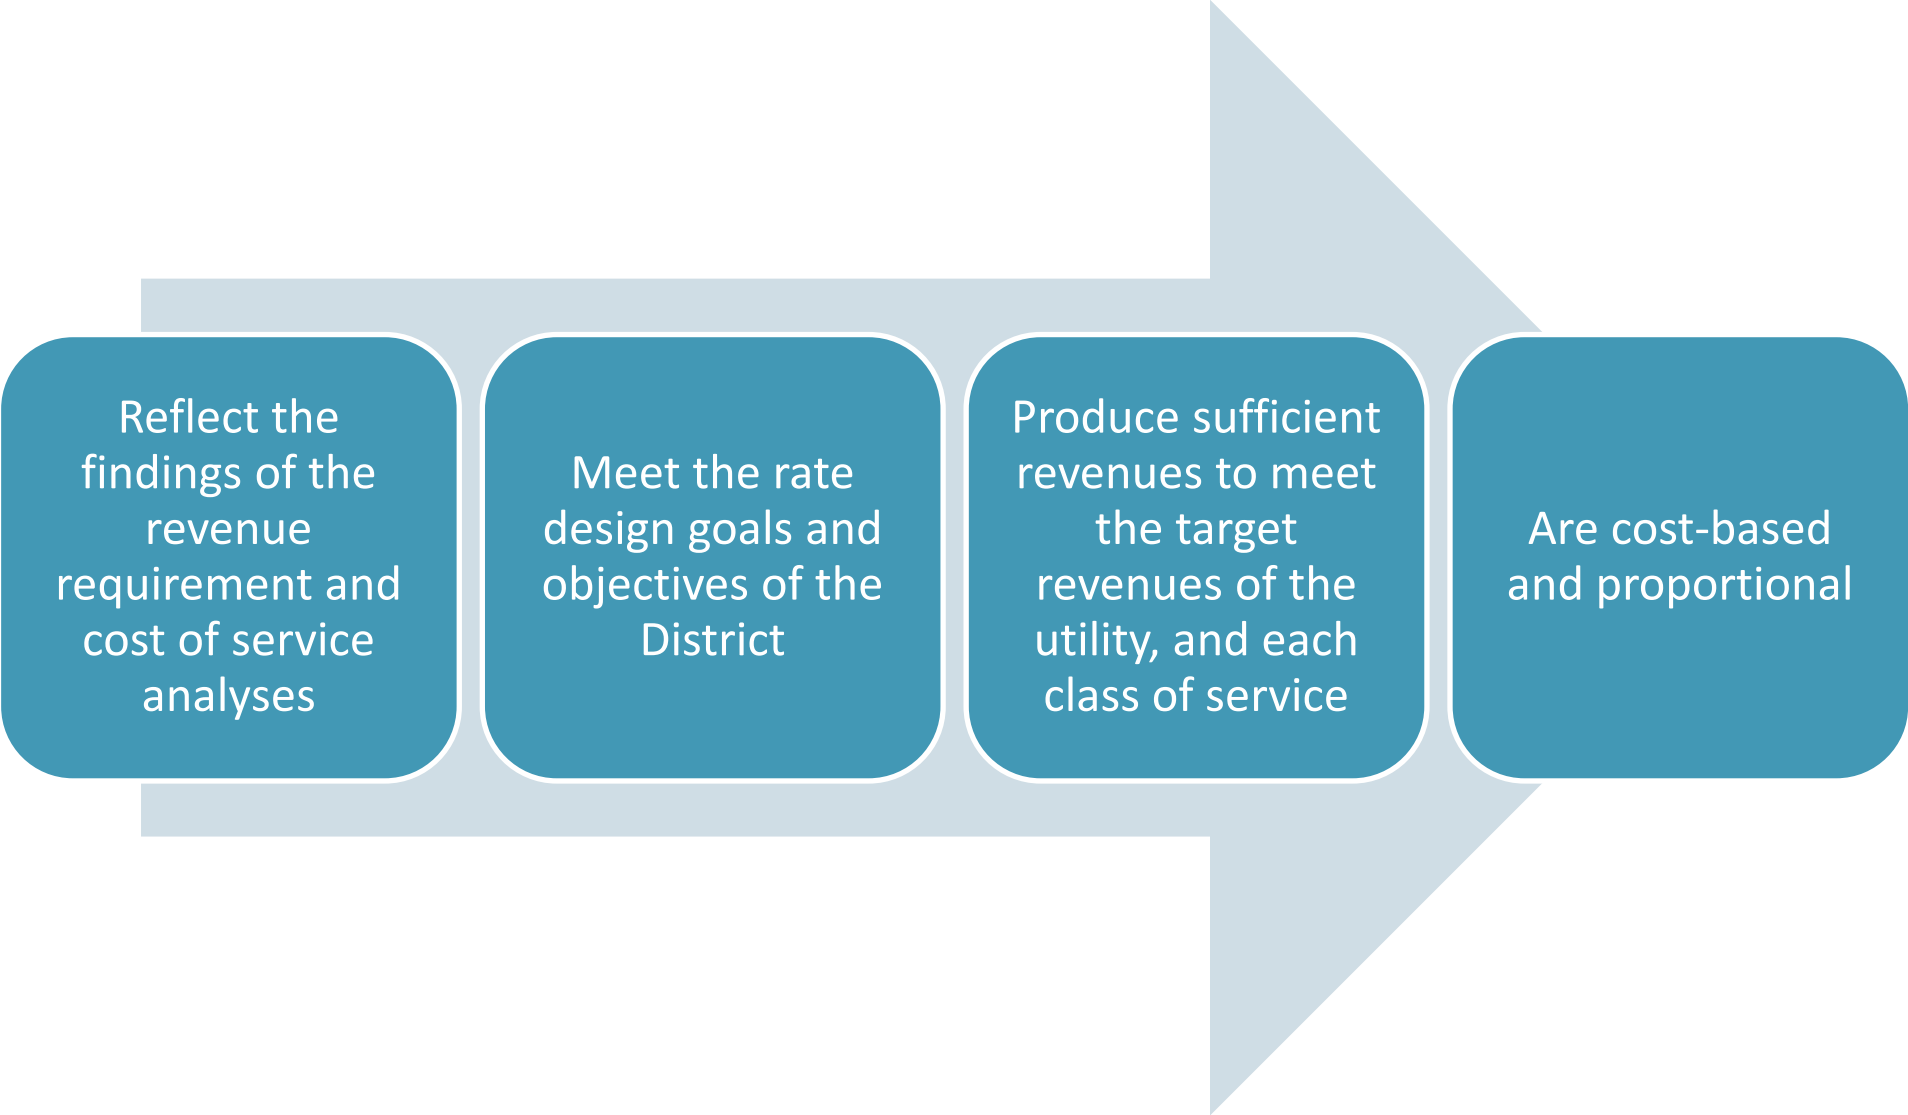 Reflect the
findings of the
revenue
requirement and
cost of service
analyses
Meet the rate
design goals and
objectives of the
District
Produce sufficient
revenues to meet
the target
revenues of the
utility, and each
class of service
Are cost-based
and proportional